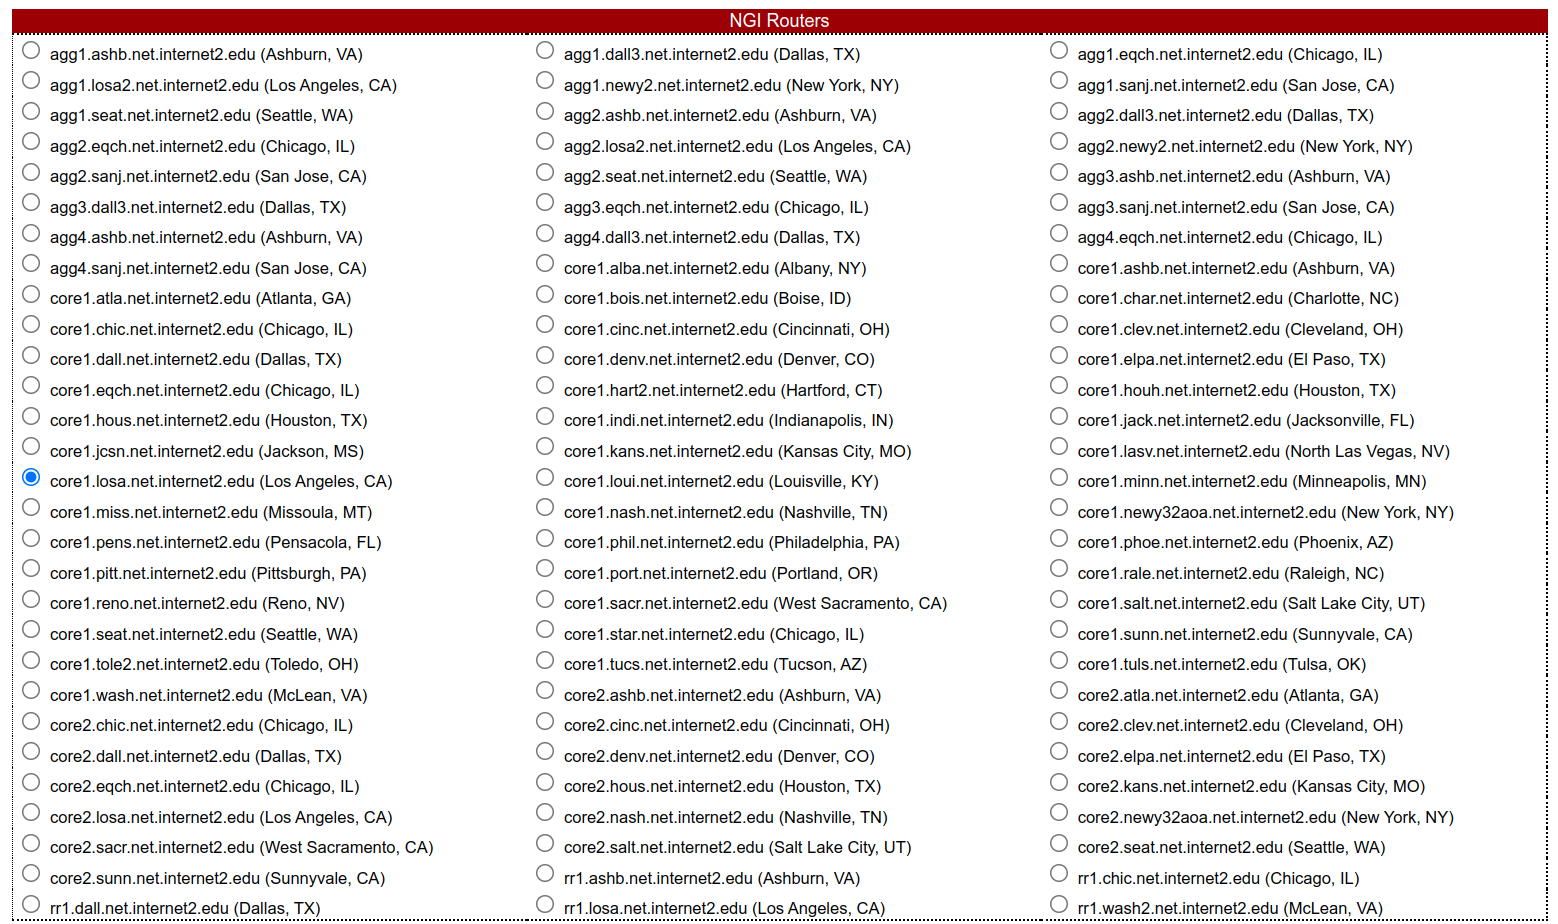 NGI Routers
agg1.ashb.net.internet2.edu (Ashburn, VA) agg1.dall3.net.internet2.edu (Dallas, TX) agg1.eqch.net.internet2.edu (Chicago, IL)
agg1.losa2.net.internet2.edu (Los Angeles, CA) agg1.newy2.net.internet2.edu (New York, NY) agg1.sanj.net.internet2.edu (San Jose, CA)
agg1.seat.net.internet2.edu (Seattle, WA) agg2.ashb.net.internet2.edu (Ashburn, VA) agg2.dall3.net.internet2.edu (Dallas, TX)
agg2.eqch.net.internet2.edu (Chicago, IL) agg2.losa2.net.internet2.edu (Los Angeles, CA) agg2.newy2.net.internet2.edu (New York, NY)
agg2.sanj.net.internet2.edu (San Jose, CA) agg2.seat.net.internet2.edu (Seattle, WA) agg3.ashb.net.internet2.edu (Ashburn, VA)
agg3.dall3.net.internet2.edu (Dallas, TX) agg3.eqch.net.internet2.edu (Chicago, IL) agg3.sanj.net.internet2.edu (San Jose, CA)
agg4.ashb.net.internet2.edu (Ashburn, VA) agg4.dall3.net.internet2.edu (Dallas, TX) agg4.eqch.net.internet2.edu (Chicago, IL)
agg4.sanj.net.internet2.edu (San Jose, CA) core1.alba.net.internet2.edu (Albany, NY) core1.ashb.net.internet2.edu (Ashburn, VA)
core1.atla.net.internet2.edu (Atlanta, GA) core1.bois.net.internet2.edu (Boise, ID) core1.char.net.internet2.edu (Charlotte, NC)
core1.chic.net.internet2.edu (Chicago, IL) core1.cinc.net.internet2.edu (Cincinnati, OH) core1.clev.net.internet2.edu (Cleveland, OH)
core1.dall.net.internet2.edu (Dallas, TX) core1.denv.net.internet2.edu (Denver, CO) core1.elpa.net.internet2.edu (El Paso, TX)
core1.eqch.net.internet2.edu (Chicago, IL) core1.hart2.net.internet2.edu (Hartford, CT) core1.houh.net.internet2.edu (Houston, TX)
core1.hous.net.internet2.edu (Houston, TX) core1.indi.net.internet2.edu (Indianapolis, IN) core1.jack.net.internet2.edu (Jacksonville, FL)
core1.jcsn.net.internet2.edu (Jackson, MS) core1.kans.net.internet2.edu (Kansas City, MO) core1.lasv.net.internet2.edu (North Las Vegas, NV)
core1.losa.net.internet2.edu (Los Angeles, CA) core1.loui.net.internet2.edu (Louisville, KY) core1.minn.net.internet2.edu (Minneapolis, MN)
core1.miss.net.internet2.edu (Missoula, MT) core1.nash.net.internet2.edu (Nashville, TN) core1.newy32aoa.net.internet2.edu (New York, NY)
core1.pens.net.internet2.edu (Pensacola, FL) core1.phil.net.internet2.edu (Philadelphia, PA) core1.phoe.net.internet2.edu (Phoenix, AZ)
core1.pitt.net.internet2.edu (Pittsburgh, PA) core1.port.net.internet2.edu (Portland, OR) core1.rale.net.internet2.edu (Raleigh, NC)
core1.reno.net.internet2.edu (Reno, NV) core1.sacr.net.internet2.edu (West Sacramento, CA) core1.salt.net.internet2.edu (Salt Lake City, UT)
core1.seat.net.internet2.edu (Seattle, WA) core1.star.net.internet2.edu (Chicago, IL) core1.sunn.net.internet2.edu (Sunnyvale, CA)
core1.tole2.net.internet2.edu (Toledo, OH) core1.tucs.net.internet2.edu (Tucson, AZ) core1.tuls.net.internet2.edu (Tulsa, OK)
core1.wash.net.internet2.edu (McLean, VA) core2.ashb.net.internet2.edu (Ashburn, VA) core2.atla.net.internet2.edu (Atlanta, GA)
core2.chic.net.internet2.edu (Chicago, IL) core2.cinc.net.internet2.edu (Cincinnati, OH) core2.clev.net.internet2.edu (Cleveland, OH)
core2.dall.net.internet2.edu (Dallas, TX) core2.denv.net.internet2.edu (Denver, CO) core2.elpa.net.internet2.edu (El Paso, TX)
core2.eqch.net.internet2.edu (Chicago, IL) core2.hous.net.internet2.edu (Houston, TX) core2.kans.net.internet2.edu (Kansas City, MO)
core2.losa.net.internet2.edu (Los Angeles, CA) core2.nash.net.internet2.edu (Nashville, TN) core2.newy32aoa.net.internet2.edu (New York, NY)
core2.sacr.net.internet2.edu (West Sacramento, CA) core2.salt.net.internet2.edu (Salt Lake City, UT) core2.seat.net.internet2.edu (Seattle, WA)
core2.sunn.net.internet2.edu (Sunnyvale, CA) rr1.ashb.net.internet2.edu (Ashburn, VA) rr1.chic.net.internet2.edu (Chicago, IL)
rr1.dall.net.internet2.edu (Dallas, TX) rr1.losa.net.internet2.edu (Los Angeles, CA) rr1.wash2.net.internet2.edu (McLean, VA)